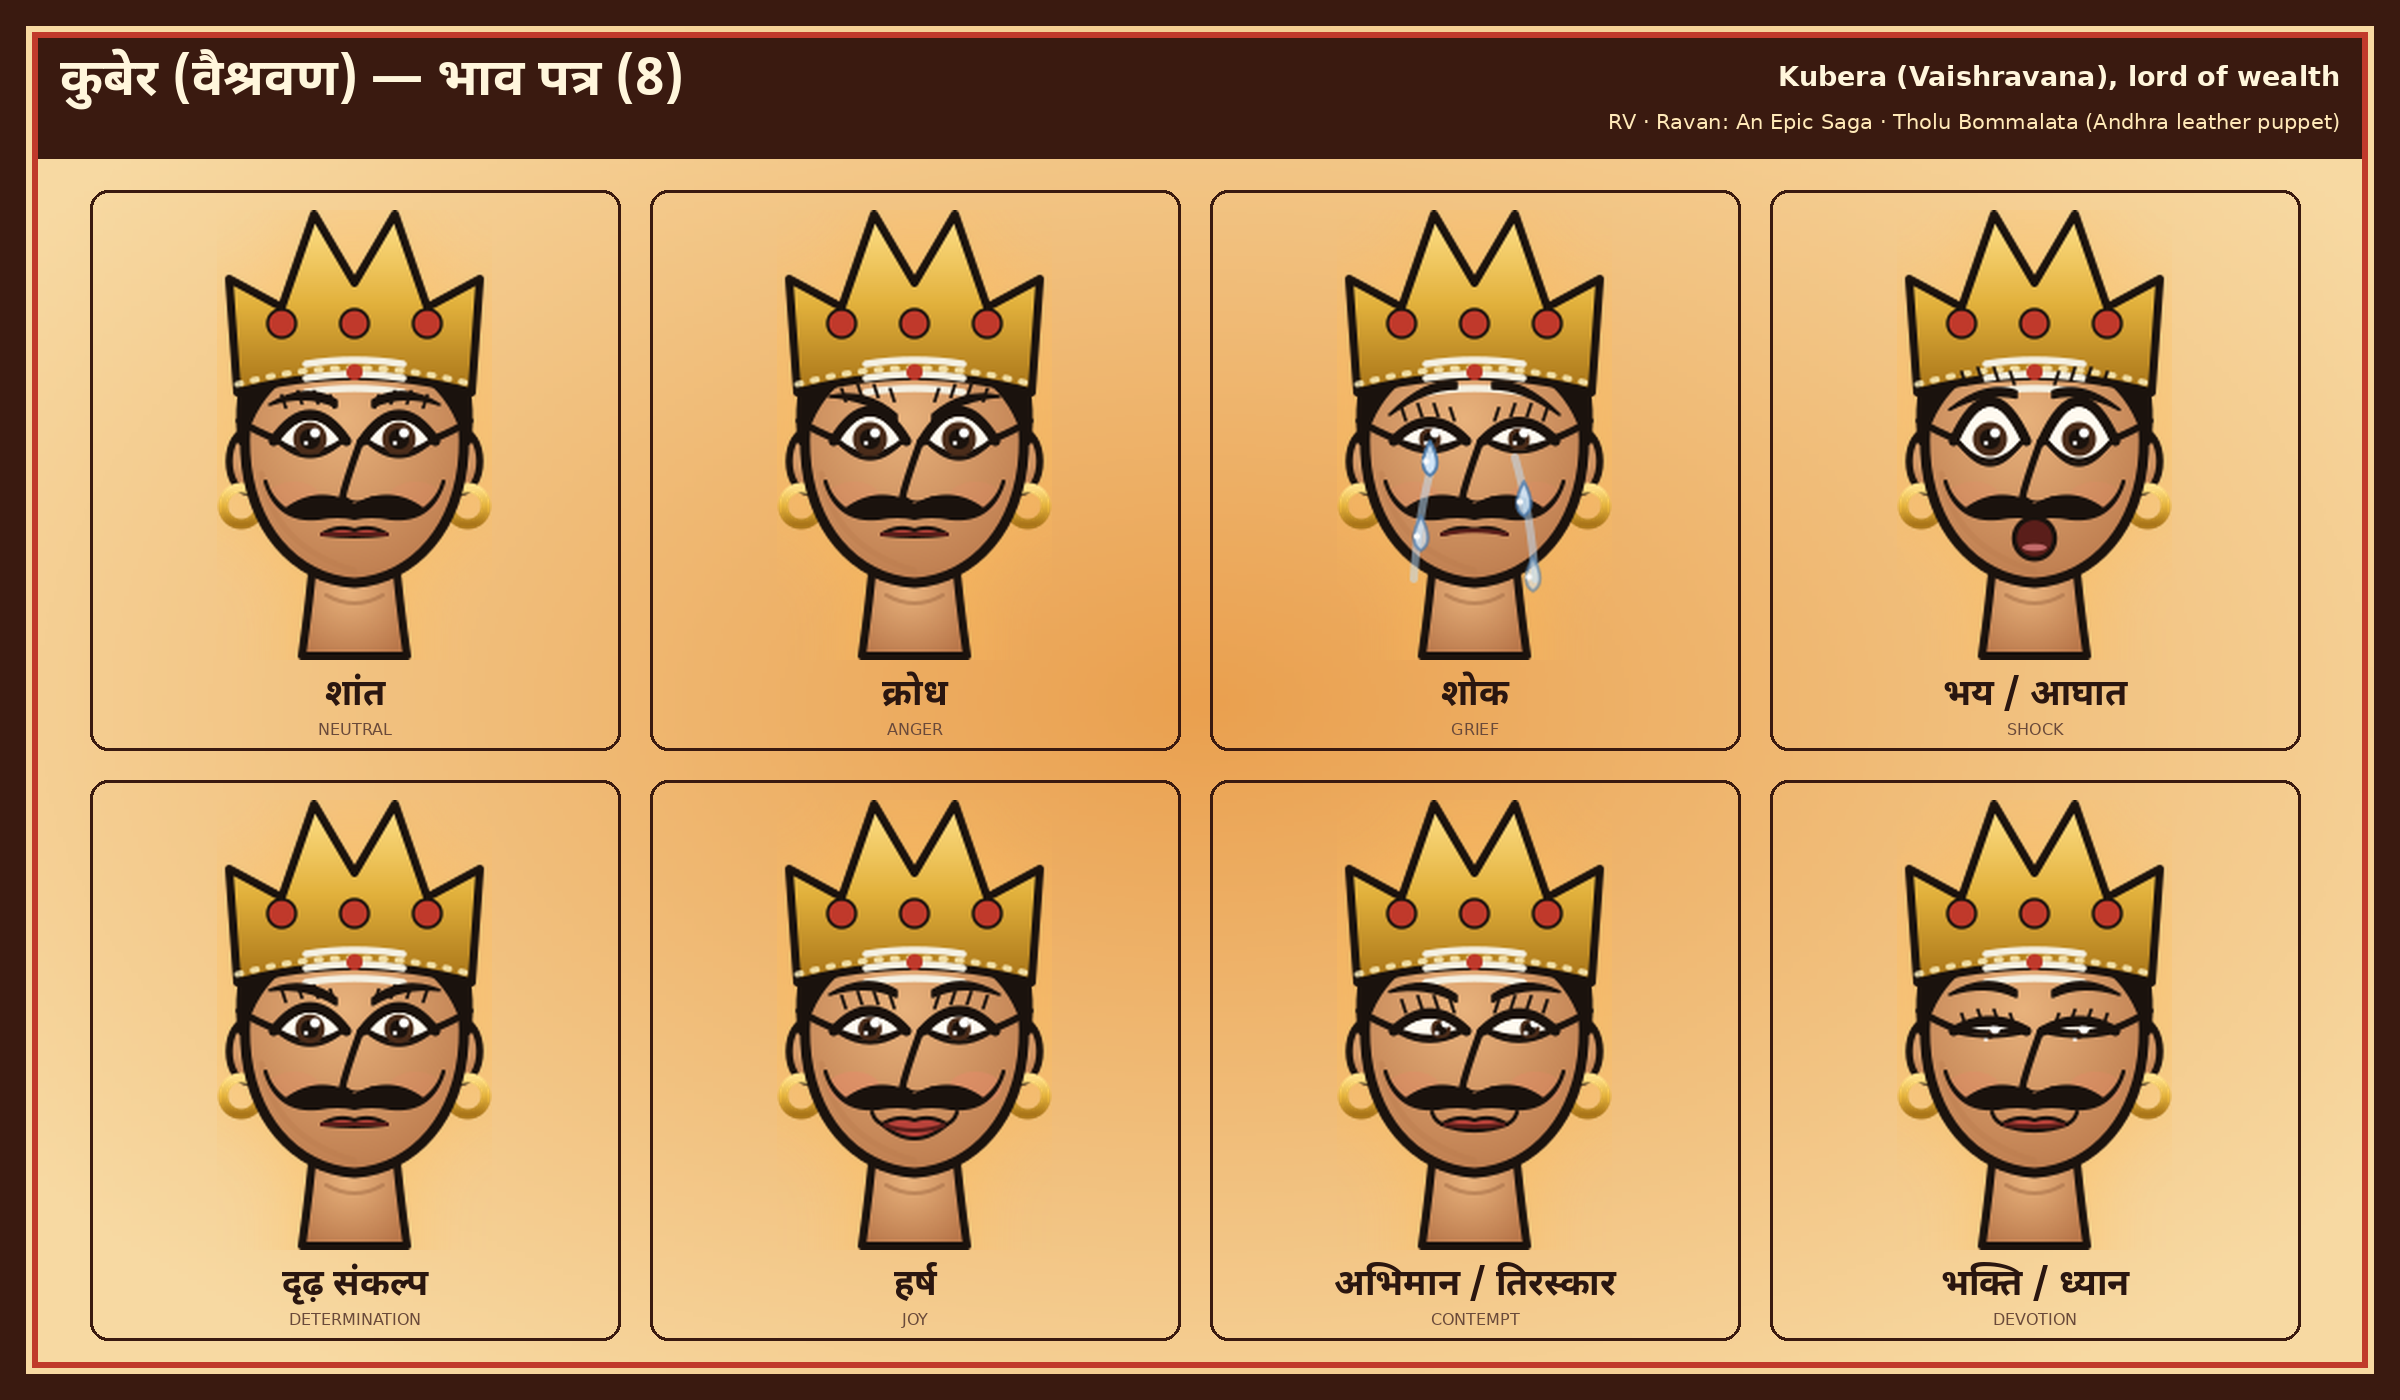 कुबेर (वैश्रवण) — भाव पत्र (8)
Kubera (Vaishravana), lord of wealth
RV · Ravan: An Epic Saga · Tholu Bommalata (Andhra leather puppet)
शांत
NEUTRAL
क्रोध
ANGER
शोक
GRIEF
भय / आघात
SHOCK
दृढ़ संकल्प
DETERMINATION
हर्ष
JOY
अभिमान / तिरस्कार
CONTEMPT
भक्ति / ध्यान
DEVOTION